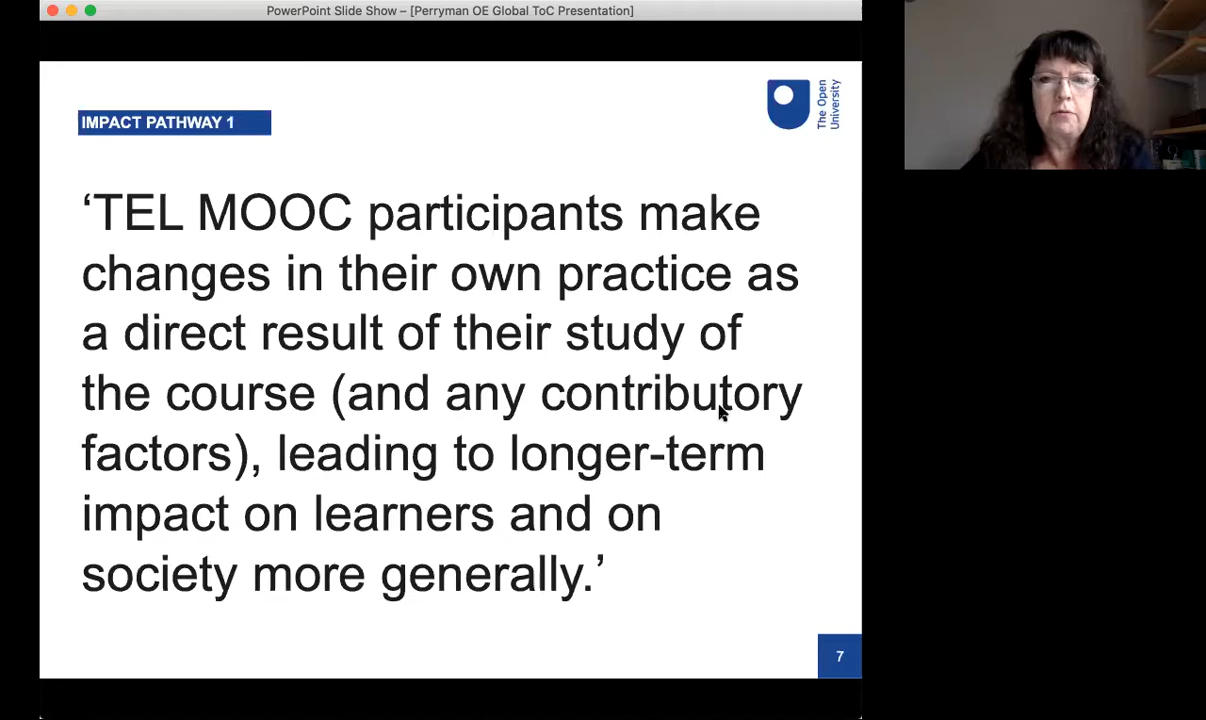 PowerPoint Slide Show – [Perryman OE Global ToC Presentation]
IMPACT PATHWAY 1
The Open
University
‘TEL MOOC participants make
changes in their own practice as
a direct result of their study of
the course (and any contributory
factors), leading to longer-term
impact on learners and on
society more generally.’
7